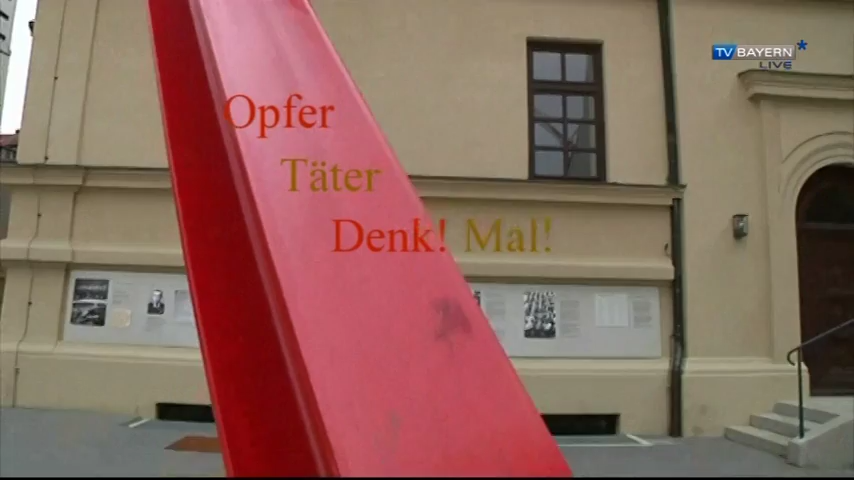 TV BAYERN
LIVE
Opfer
Täter
Denk! Mal!